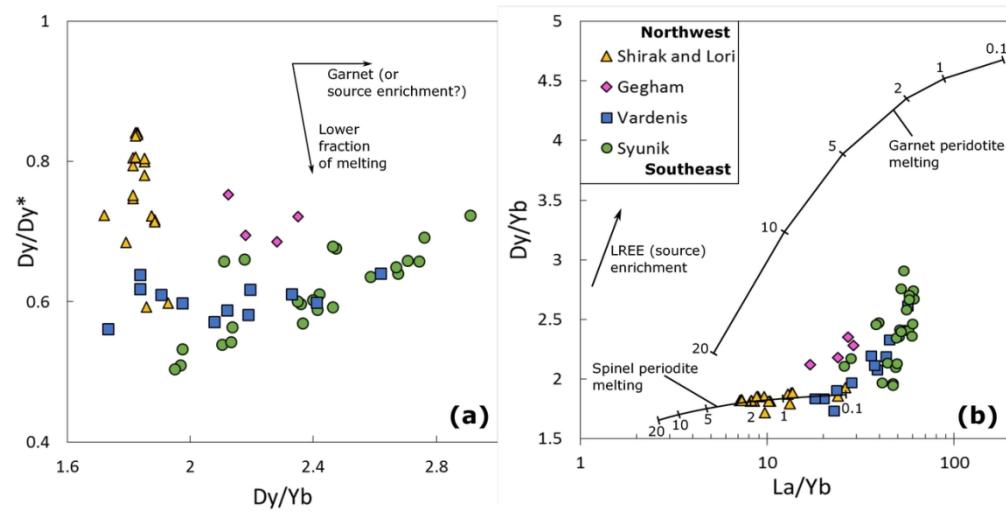 1
0.8
0.6
0.4
Dy/Dy*
1.6
2
2.4
2.8
Dy/Yb
Garnet (or
source enrichment?)
Lower
fraction
of melting
(a)
5
4.5
4
3.5
3
2.5
2
1.5
Dy/Yb
Northwest
Shirak and Lori
Gegham
Vardenis
Syunik
Southeast
0.1
1
2
5
10
20
Garnet peridotite
melting
LREE (source)
enrichment
Spinel periodite
melting
20
10
5
2
1
0.1
(b)
1
10
100
La/Yb